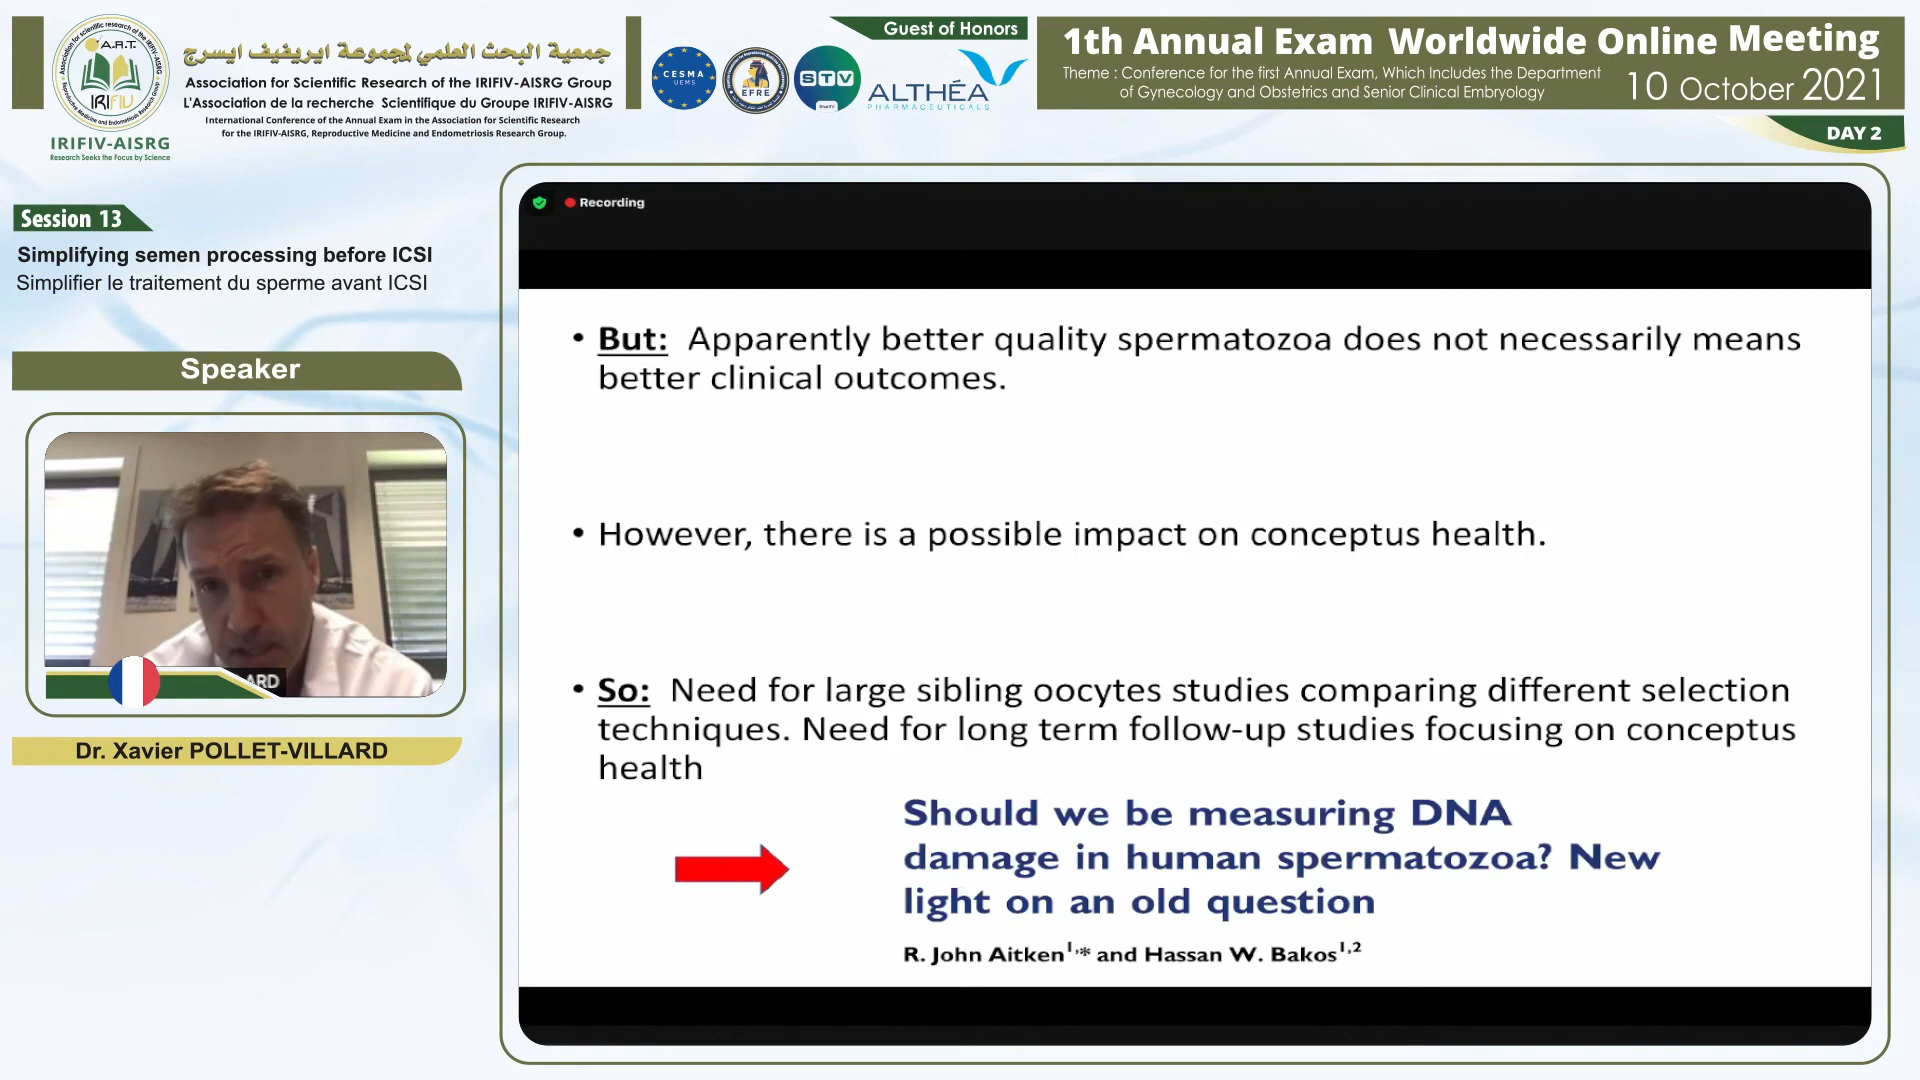 A.R.T.
IRIFIV
IRIFIV-AISRG
Research Seeks the Focus by Science
جمعية البحث العلمي لمجموعة ايريفيف ايسرج
Association for Scientific Research of the IRIFIV-AISRG Group
L'Association de la recherche Scientifique du Groupe IRIFIV-AISRG
International Conference of the Annual Exam in the Association for Scientific Research
for the IRIFIV-AISRG, Reproductive Medicine and Endometriosis Research Group.
Guest of Honors
CESMA
UEMS
EFRE
STV
ALTHÉA
PHARMACEUTICALS
1th Annual Exam Worldwide Online Meeting
Theme : Conference for the first Annual Exam, Which Includes the Department
of Gynecology and Obstetrics and Senior Clinical Embryology
10 October 2021
DAY 2
Session 13
Simplifying semen processing before ICSI
Simplifier le traitement du sperme avant ICSI
Speaker
ARD
Dr. Xavier POLLET-VILLARD
Recording
• But: Apparently better quality spermatozoa does not necessarily means
better clinical outcomes.
• However, there is a possible impact on conceptus health.
• So: Need for large sibling oocytes studies comparing different selection
techniques. Need for long term follow-up studies focusing on conceptus
health
Should we be measuring DNA
damage in human spermatozoa? New
light on an old question
R. John Aitken1,* and Hassan W. Bakos1,2